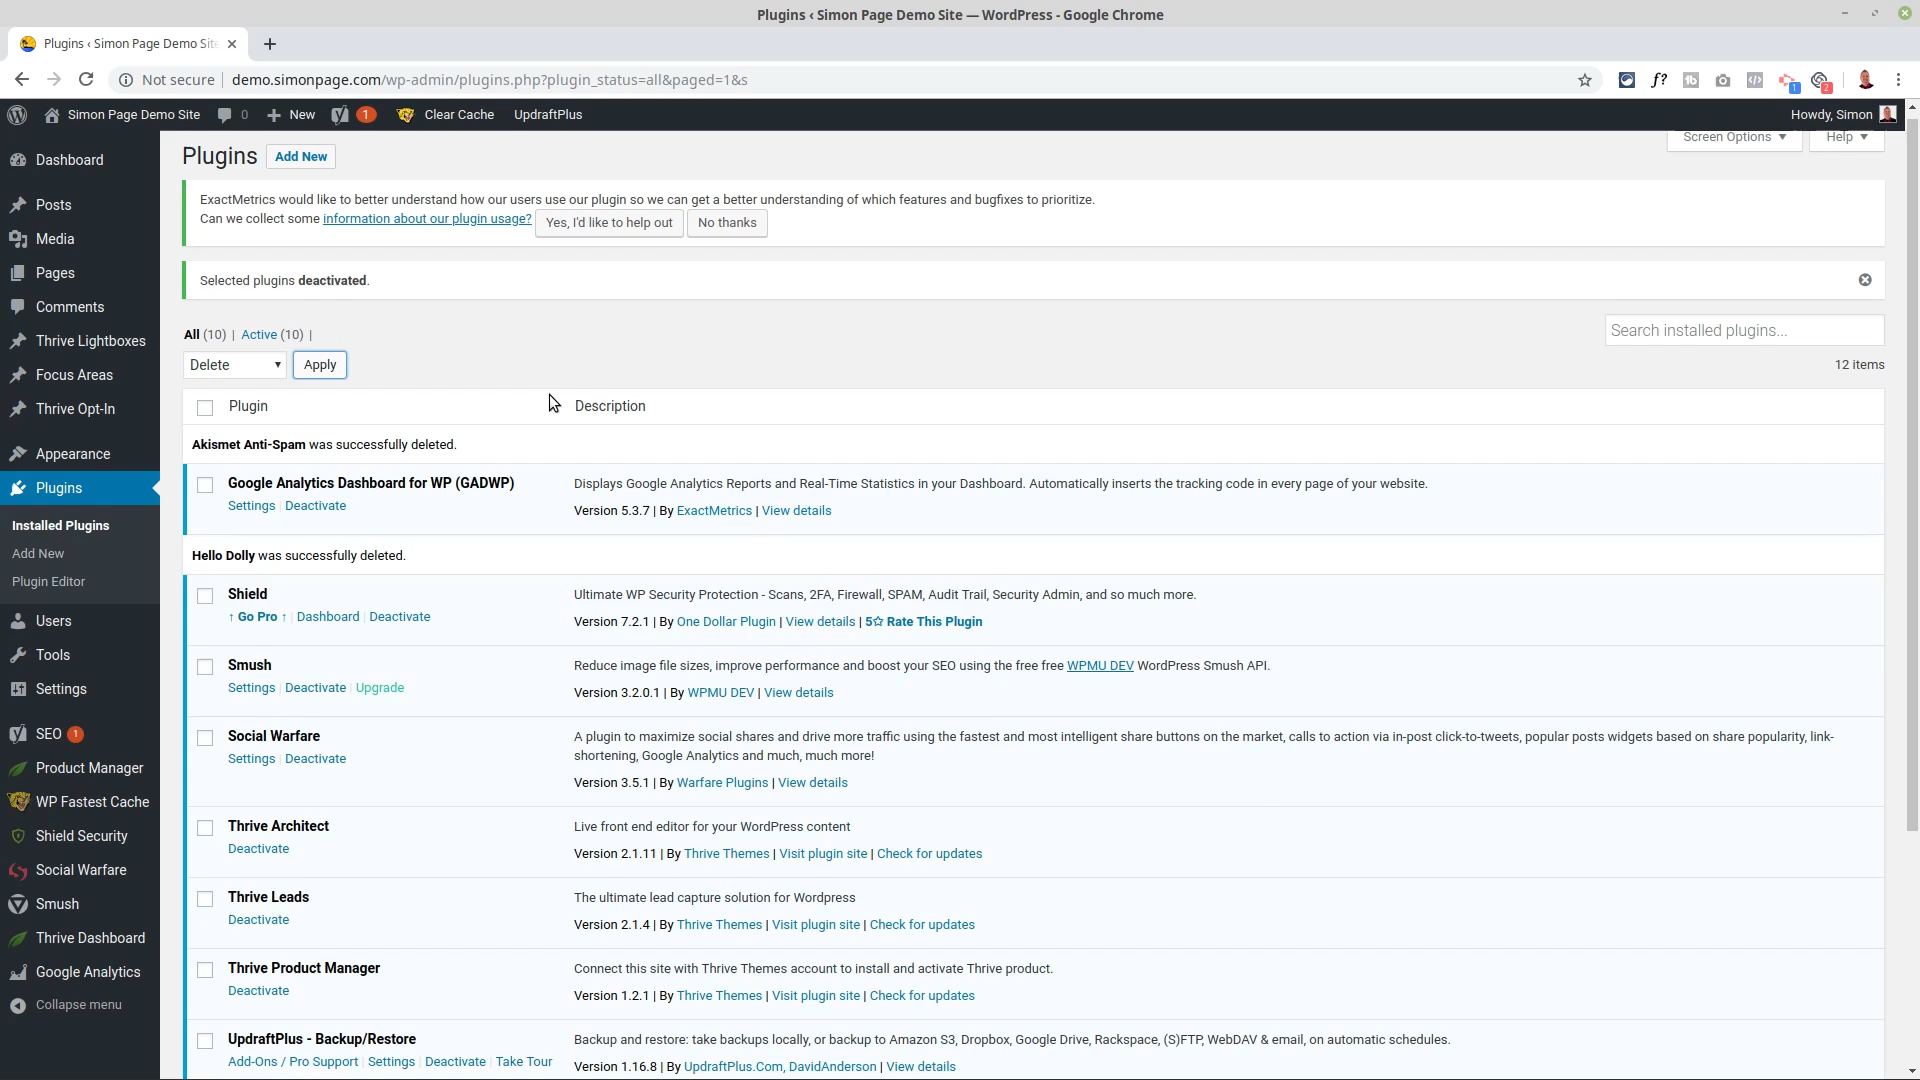 Plugins ‹ Simon Page Demo Site — WordPress - Google Chrome
Plugins ‹ Simon Page Demo Site
Not secure | demo.simonpage.com/wp-admin/plugins.php?plugin_status=all&paged=1&s
f?
1
2
Simon Page Demo Site 0 New 1 Clear Cache UpdraftPlus Howdy, Simon
Dashboard
Posts
Media
Pages
Comments
Thrive Lightboxes
Focus Areas
Thrive Opt-In
Appearance
Plugins
Installed Plugins
Add New
Plugin Editor
Users
Tools
Settings
SEO 1
Product Manager
WP Fastest Cache
Shield Security
Social Warfare
Smush
Thrive Dashboard
Google Analytics
Collapse menu
Screen Options ▼ Help ▼
Plugins Add New
ExactMetrics would like to better understand how our users use our plugin so we can get a better understanding of which features and bugfixes to prioritize.
Can we collect some information about our plugin usage? Yes, I'd like to help out No thanks
Selected plugins deactivated.
All (10) | Active (10) |
Search installed plugins...
Delete Apply
12 items
Plugin Description
Akismet Anti-Spam was successfully deleted.
Google Analytics Dashboard for WP (GADWP)
Settings | Deactivate
Displays Google Analytics Reports and Real-Time Statistics in your Dashboard. Automatically inserts the tracking code in every page of your website.
Version 5.3.7 | By ExactMetrics | View details
Hello Dolly was successfully deleted.
Shield
↑ Go Pro ↑ | Dashboard | Deactivate
Ultimate WP Security Protection - Scans, 2FA, Firewall, SPAM, Audit Trail, Security Admin, and so much more.
Version 7.2.1 | By One Dollar Plugin | View details | 5☆ Rate This Plugin
Smush
Settings | Deactivate | Upgrade
Reduce image file sizes, improve performance and boost your SEO using the free free WPMU DEV WordPress Smush API.
Version 3.2.0.1 | By WPMU DEV | View details
Social Warfare
Settings | Deactivate
A plugin to maximize social shares and drive more traffic using the fastest and most intelligent share buttons on the market, calls to action via in-post click-to-tweets, popular posts widgets based on share popularity, link-
shortening, Google Analytics and much, much more!
Version 3.5.1 | By Warfare Plugins | View details
Thrive Architect
Deactivate
Live front end editor for your WordPress content
Version 2.1.11 | By Thrive Themes | Visit plugin site | Check for updates
Thrive Leads
Deactivate
The ultimate lead capture solution for Wordpress
Version 2.1.4 | By Thrive Themes | Visit plugin site | Check for updates
Thrive Product Manager
Deactivate
Connect this site with Thrive Themes account to install and activate Thrive product.
Version 1.2.1 | By Thrive Themes | Visit plugin site | Check for updates
UpdraftPlus - Backup/Restore
Add-Ons / Pro Support | Settings | Deactivate | Take Tour
Backup and restore: take backups locally, or backup to Amazon S3, Dropbox, Google Drive, Rackspace, (S)FTP, WebDAV & email, on automatic schedules.
Version 1.16.8 | By UpdraftPlus.Com, DavidAnderson | View details